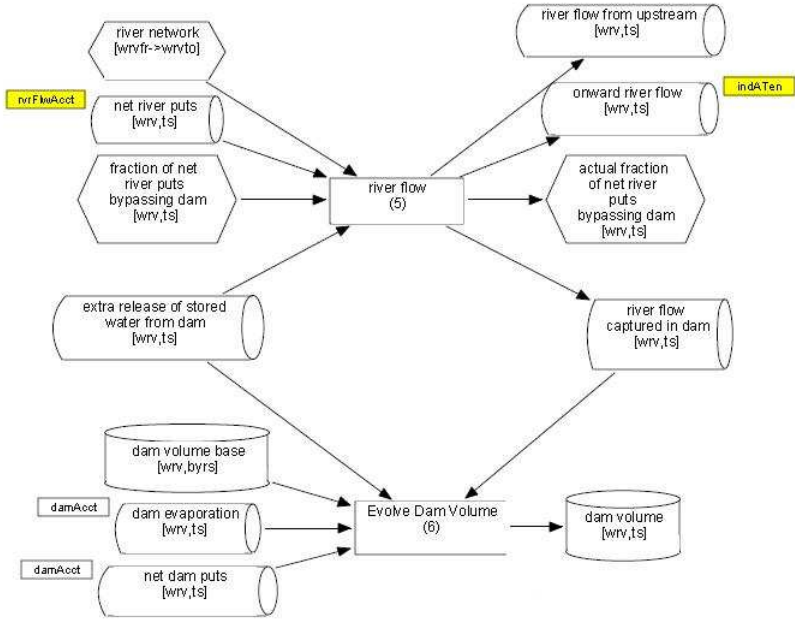 river network
[wrvfr->wrvto]
river flow from upstream
[wrv,ts]
rvrFlwAcct
net river puts
[wrv,ts]
onward river flow
[wrv,ts]
indATen
fraction of net
river puts
bypassing dam
[wrv,ts]
river flow
(5)
actual fraction
of net river
puts
bypassing dam
[wrv,ts]
extra release of stored
water from dam
[wrv,ts]
river flow
captured in dam
[wrv,ts]
dam volume base
[wrv,byrs]
damAcct
dam evaporation
[wrv,ts]
Evolve Dam Volume
(6)
dam volume
[wrv,ts]
damAcct
net dam puts
[wrv,ts]